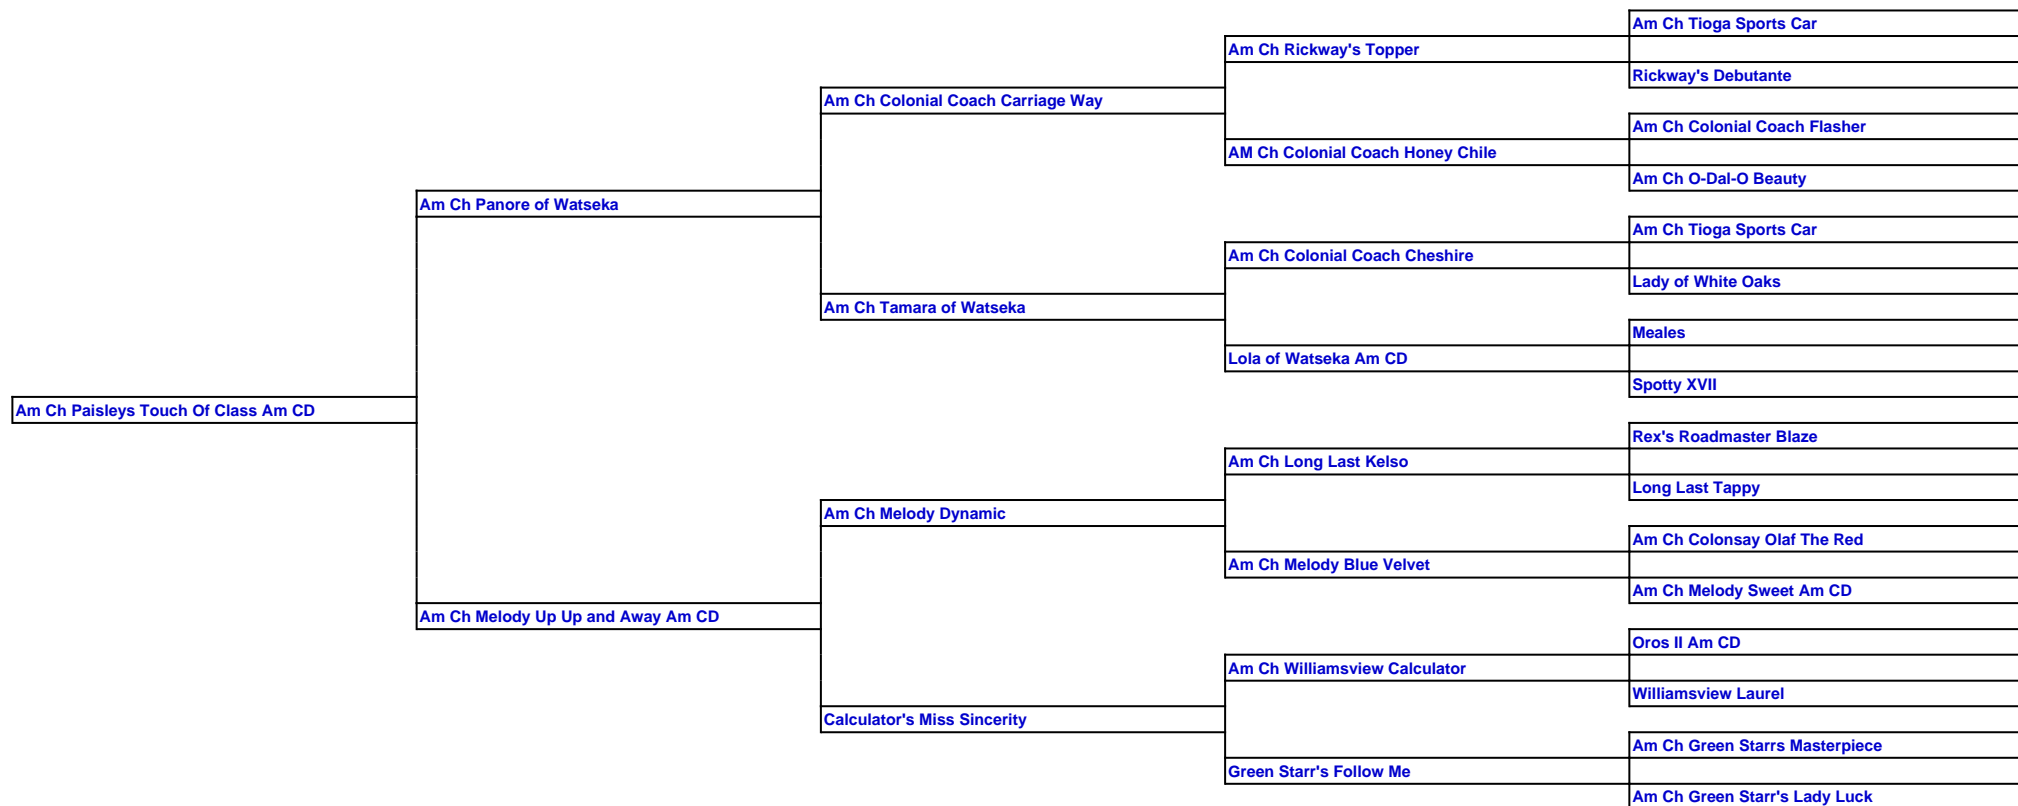 Am Ch Tioga Sports Car
Am Ch Rickway's Topper
Rickway's Debutante
Am Ch Colonial Coach Carriage Way
Am Ch Colonial Coach Flasher
AM Ch Colonial Coach Honey Chile
Am Ch O-Dal-O Beauty
Am Ch Panore of Watseka
Am Ch Tioga Sports Car
Am Ch Colonial Coach Cheshire
Lady of White Oaks
Am Ch Tamara of Watseka
Meales
Lola of Watseka Am CD
Spotty XVII
Am Ch Paisleys Touch Of Class Am CD
Rex's Roadmaster Blaze
Am Ch Long Last Kelso
Long Last Tappy
Am Ch Melody Dynamic
Am Ch Colonsay Olaf The Red
Am Ch Melody Blue Velvet
Am Ch Melody Sweet Am CD
Am Ch Melody Up Up and Away Am CD
Oros II Am CD
Am Ch Williamsview Calculator
Williamsview Laurel
Calculator's Miss Sincerity
Am Ch Green Starrs Masterpiece
Green Starr's Follow Me
Am Ch Green Starr's Lady Luck